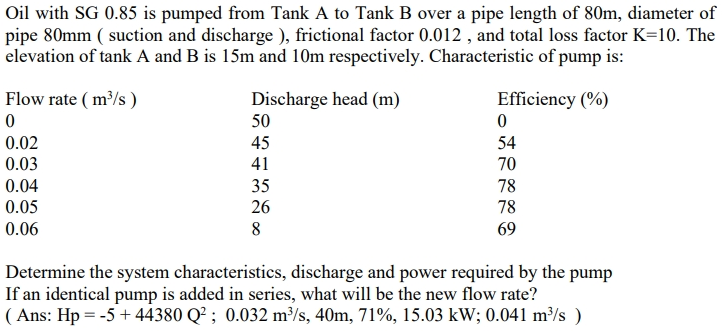 Oil with SG 0.85 is pumped from Tank A to Tank B over a pipe length of 80m, diameter of
pipe 80mm ( suction and discharge ), frictional factor 0.012 , and total loss factor K=10. The
elevation of tank A and B is 15m and 10m respectively. Characteristic of pump is:
Flow rate ( m³/s ) Discharge head (m) Efficiency (%)
0 50 0
0.02 45 54
0.03 41 70
0.04 35 78
0.05 26 78
0.06 8 69
Determine the system characteristics, discharge and power required by the pump
If an identical pump is added in series, what will be the new flow rate?
( Ans: Hp = -5 + 44380 Q² ; 0.032 m³/s, 40m, 71%, 15.03 kW; 0.041 m³/s )